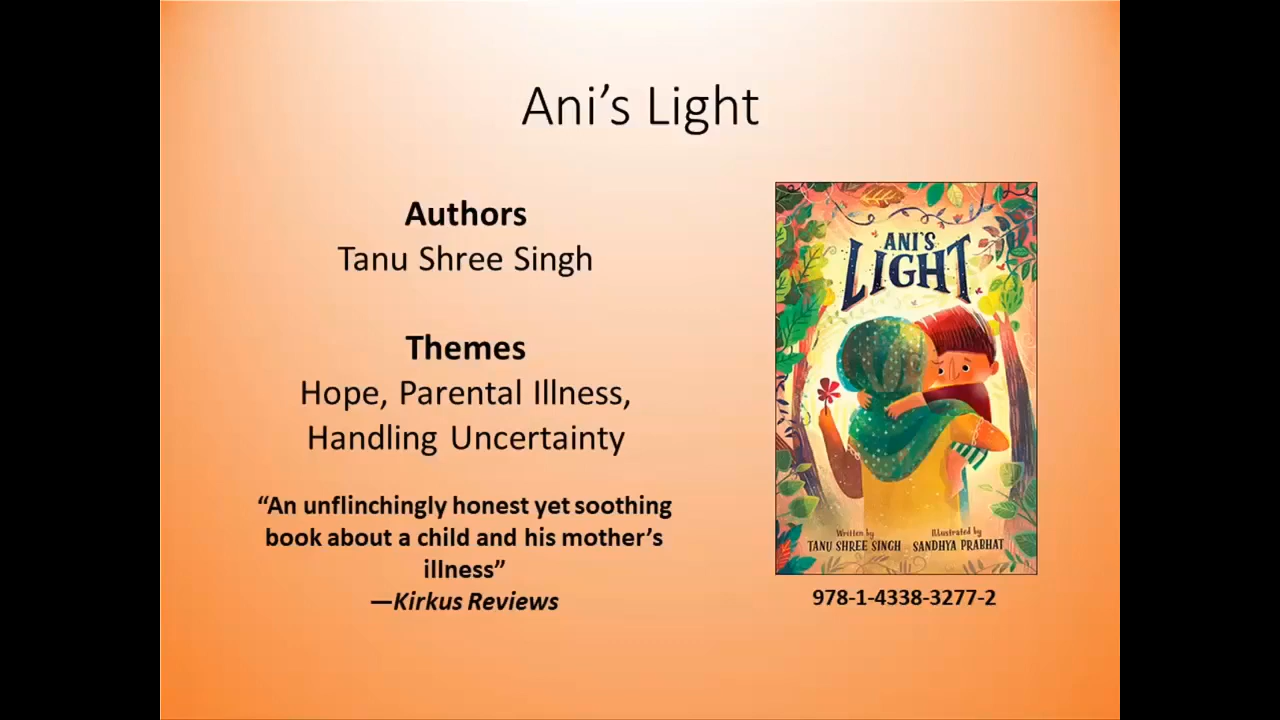 Ani’s Light
Authors
Tanu Shree Singh
Themes
Hope, Parental Illness,
Handling Uncertainty
“An unflinchingly honest yet soothing
book about a child and his mother’s
illness”
—Kirkus Reviews
ANI'S
LIGHT
Written by
TANU SHREE SINGH
Illustrated by
SANDHYA PRABHAT
978-1-4338-3277-2